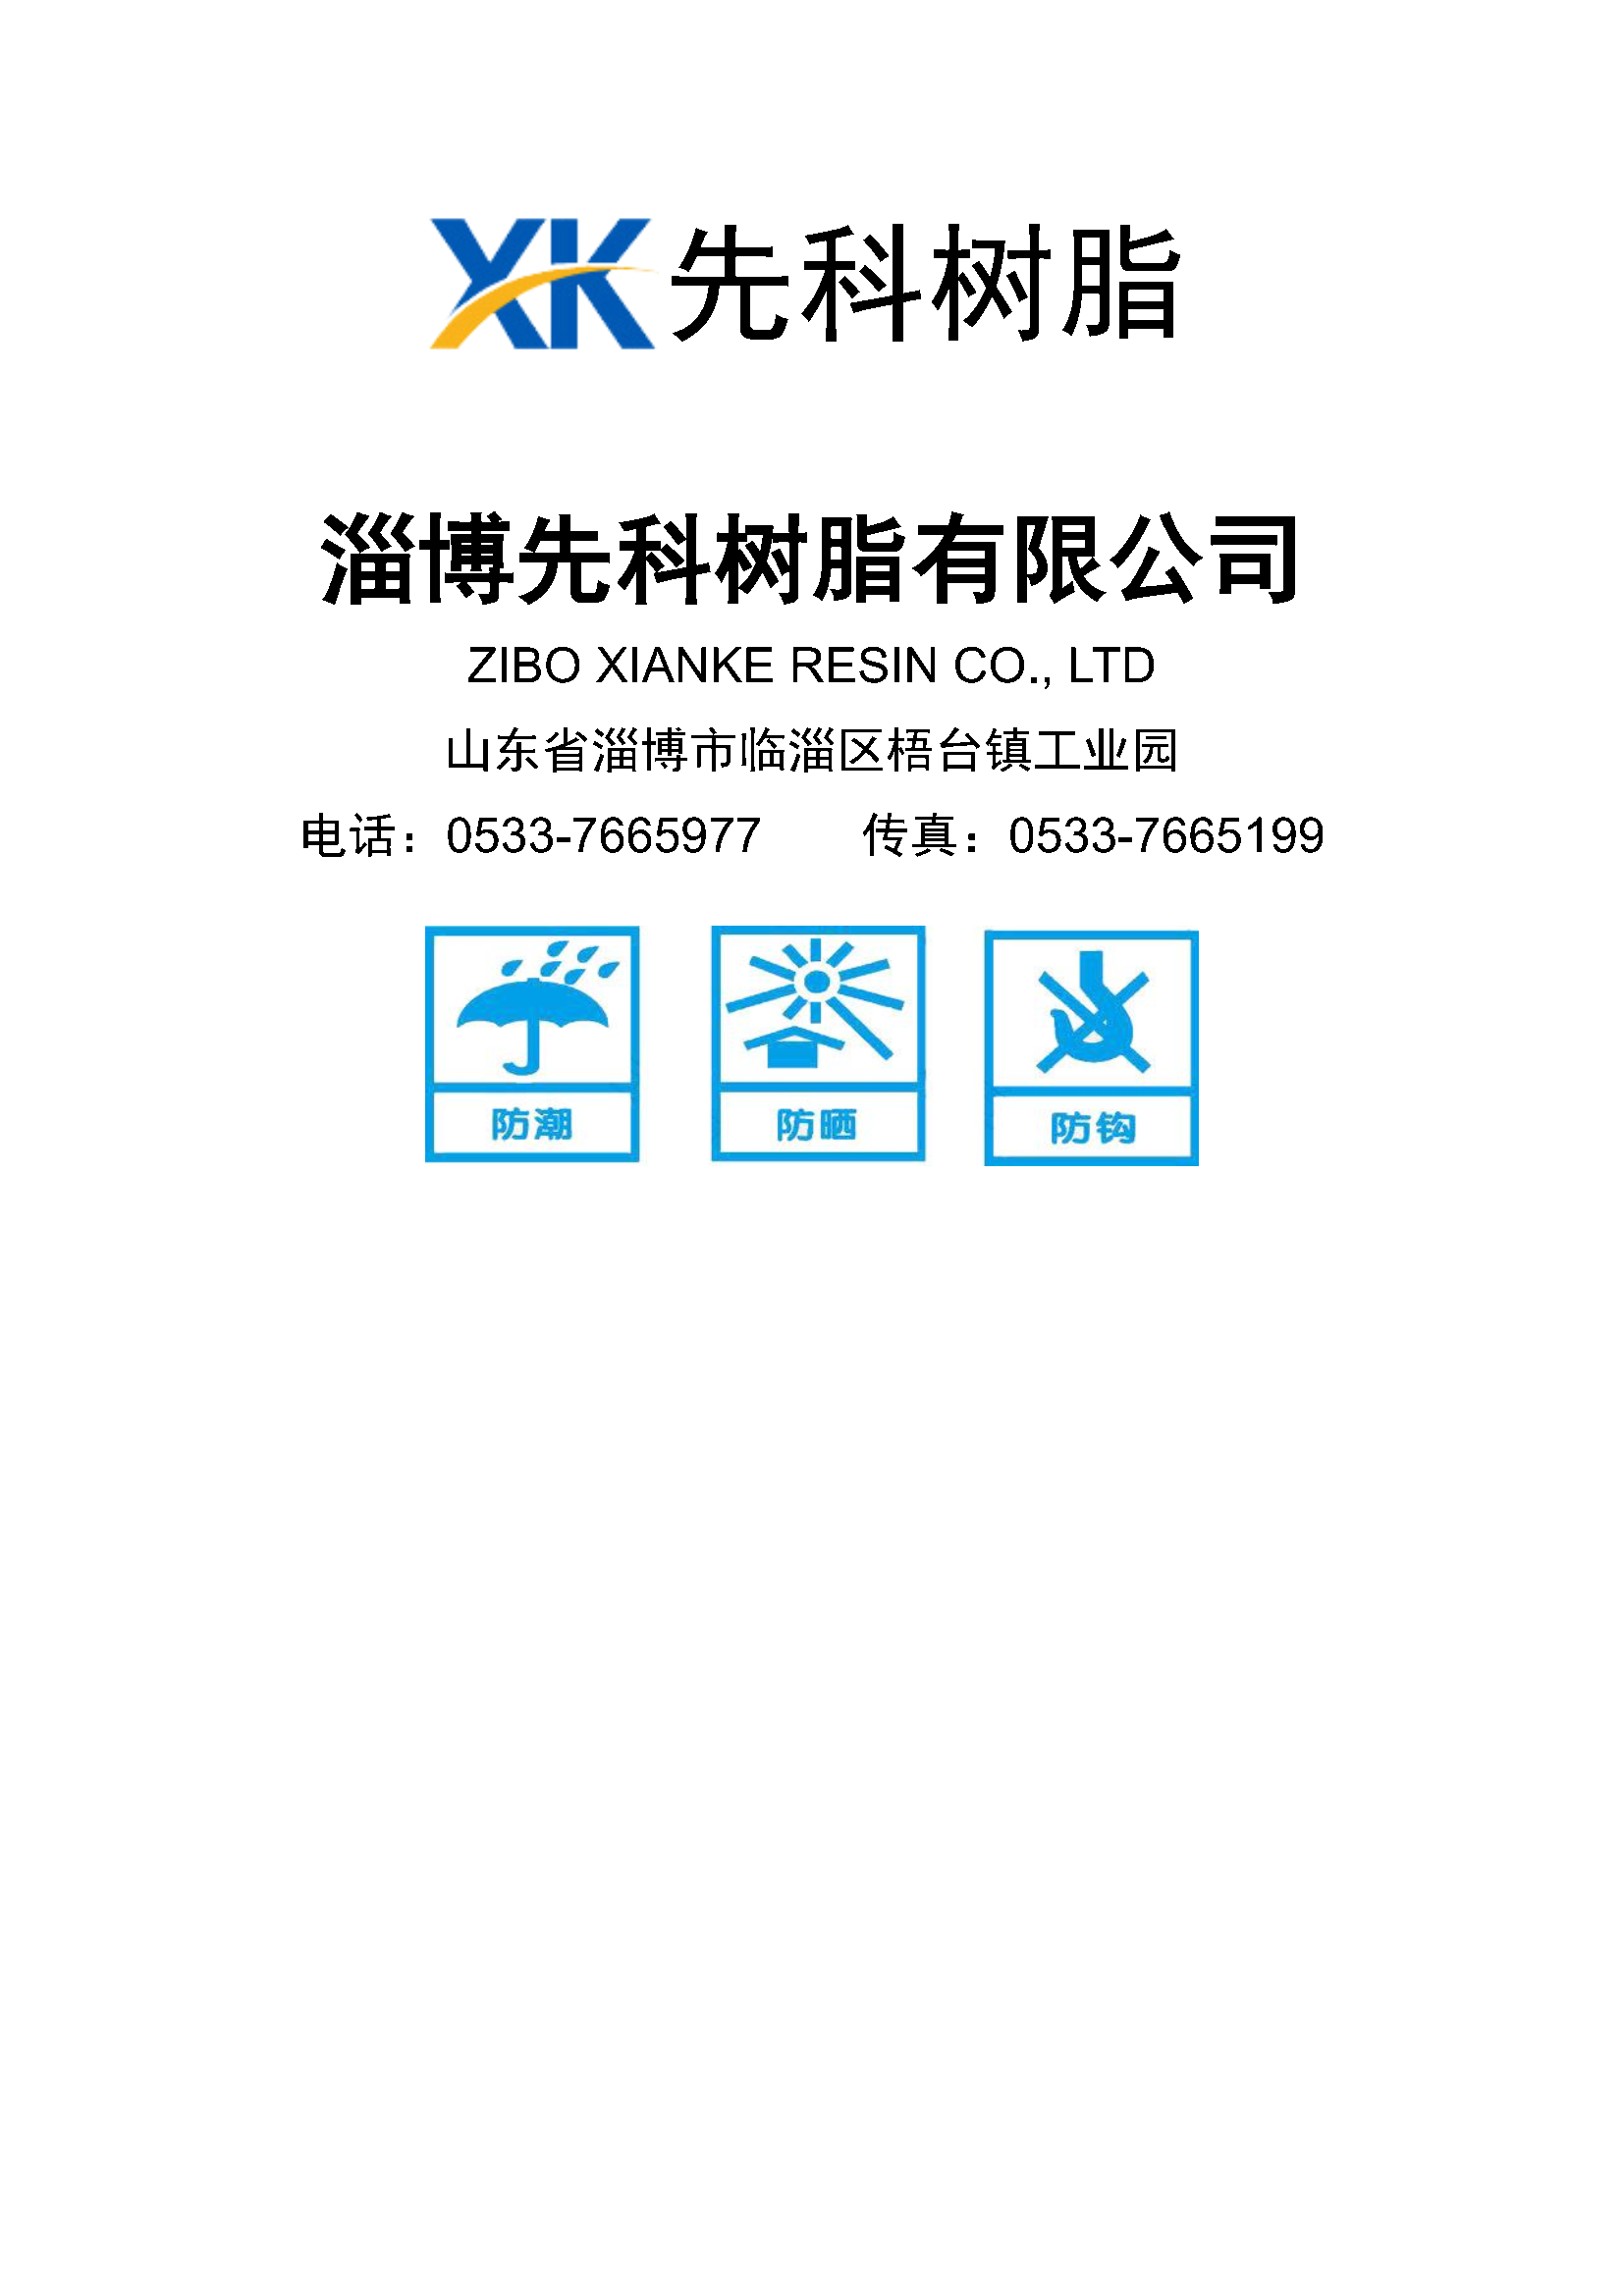 XK先科树脂
淄博先科树脂有限公司
ZIBO XIANKE RESIN CO., LTD
山东省淄博市临淄区梧台镇工业园
电话：0533-7665977 传真：0533-7665199
防潮 防晒 防钩